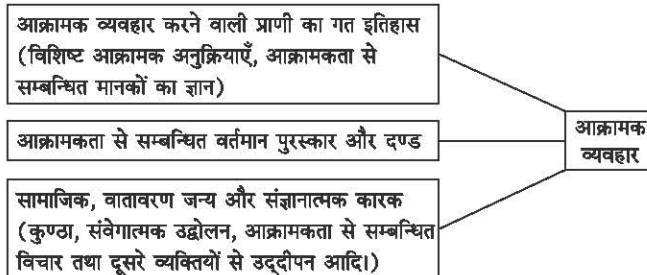 आक्रामक व्यवहार करने वाली प्राणी का गत इतिहास
(विशिष्ट आक्रामक अनुक्रियाएँ, आक्रामकता से
सम्बन्धित मानकों का ज्ञान)
आक्रामकता से सम्बन्धित वर्तमान पुरस्कार और दण्ड
सामाजिक, वातावरण जन्य और संज्ञानात्मक कारक
(कुण्ठा, संवेगात्मक उद्वोलन, आक्रामकता से सम्बन्धित
विचार तथा दूसरे व्यक्तियों से उद्‌दीपन आदि।)
आक्रामक
व्यवहार